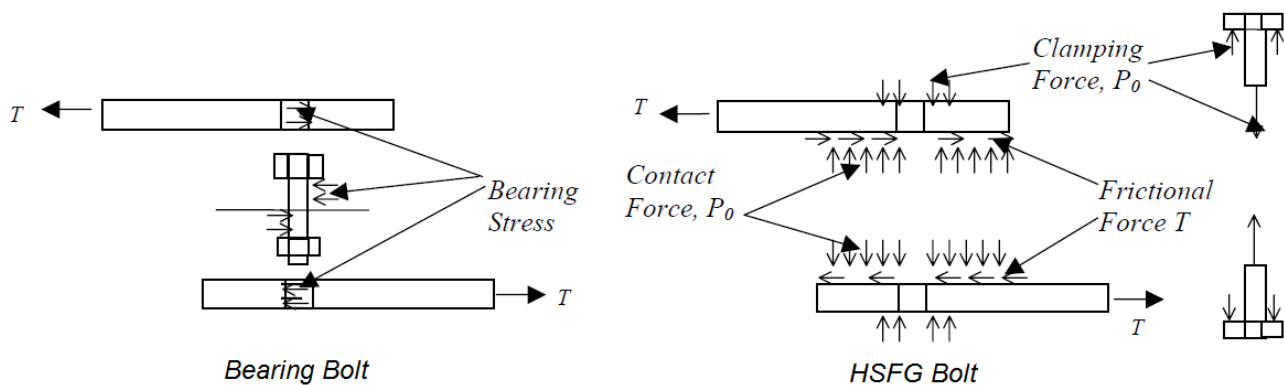 T
Bearing
Stress
T
Bearing Bolt
Clamping
Force, P₀
T
Contact
Force, P₀
Frictional
Force T
T
HSFG Bolt